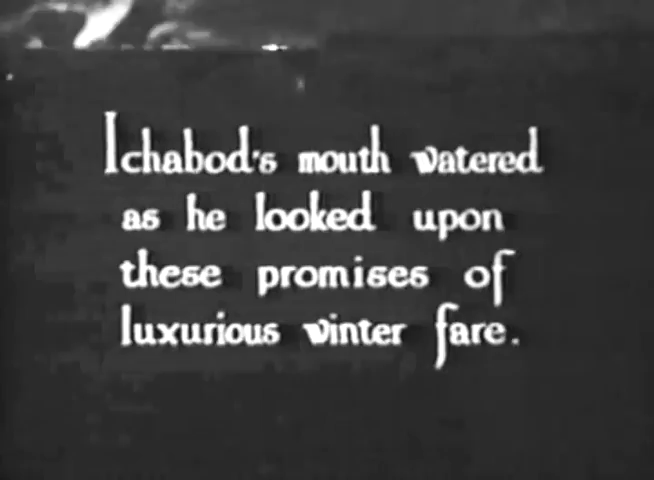 Ichabod's mouth watered
as he looked upon
these promises of
luxurious winter fare.